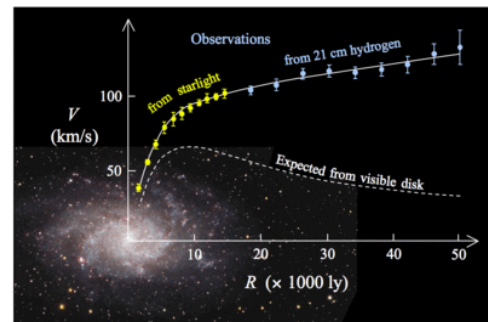 Observations
from 21 cm hydrogen
from starlight
100
V
(km/s)
50
Expected from visible disk
10
20
30
40
50
R (× 1000 ly)